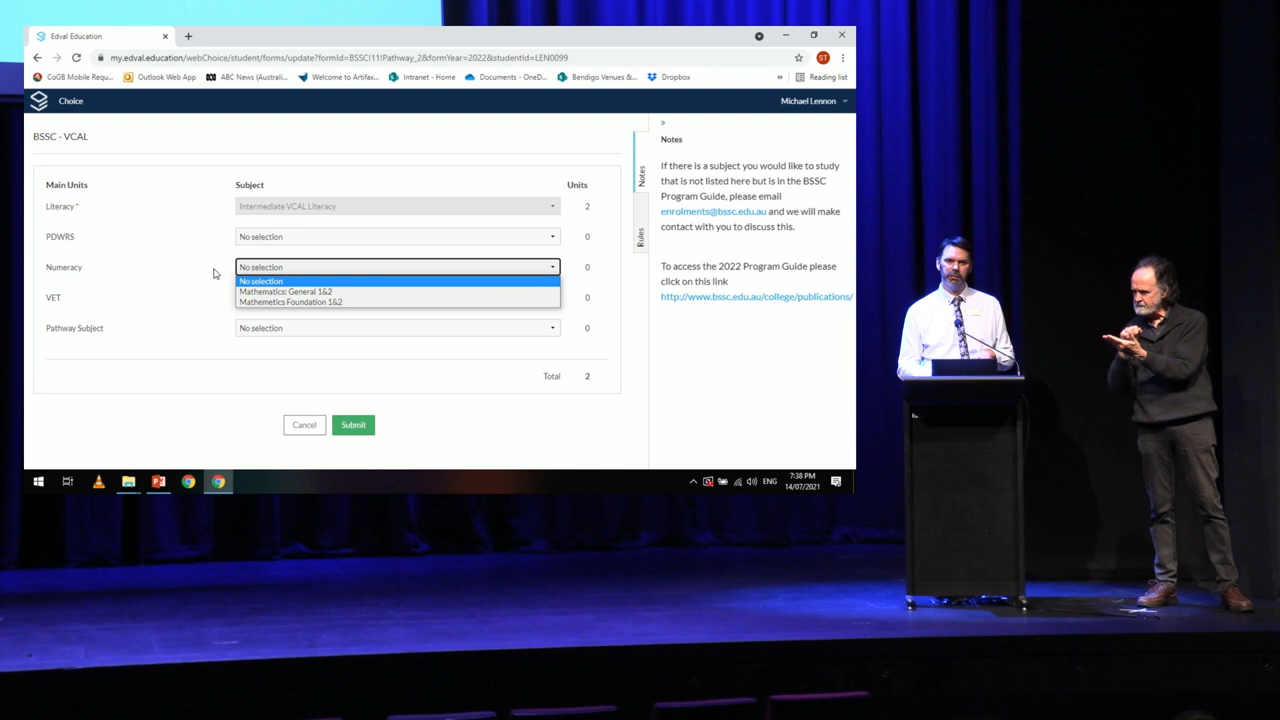 Edval Education
my.edval.education/webChoice/student/forms/update?formId=BSSC!11!Pathway_2&formYear=2022&studentId=LEN0099
ST
CoGB Mobile Requ...
Outlook Web App
ABC News (Australi...
Welcome to Artifax...
Intranet - Home
Documents - OneD...
Bendigo Venues &...
Dropbox
»
Reading list
Choice
Michael Lennon
BSSC - VCAL
Main Units Subject Units
Literacy * Intermediate VCAL Literacy 2
PDWRS No selection 0
Numeracy No selection 0
No selection
Mathematics: General 1&2
Mathemetics Foundation 1&2
VET 0
Pathway Subject No selection 0
Total 2
Cancel Submit
Notes
Rules
»
Notes
If there is a subject you would like to study
that is not listed here but is in the BSSC
Program Guide, please email
enrolments@bssc.edu.au and we will make
contact with you to discuss this.
To access the 2022 Program Guide please
click on this link
http://www.bssc.edu.au/college/publications/
ENG
7:38 PM
14/07/2021